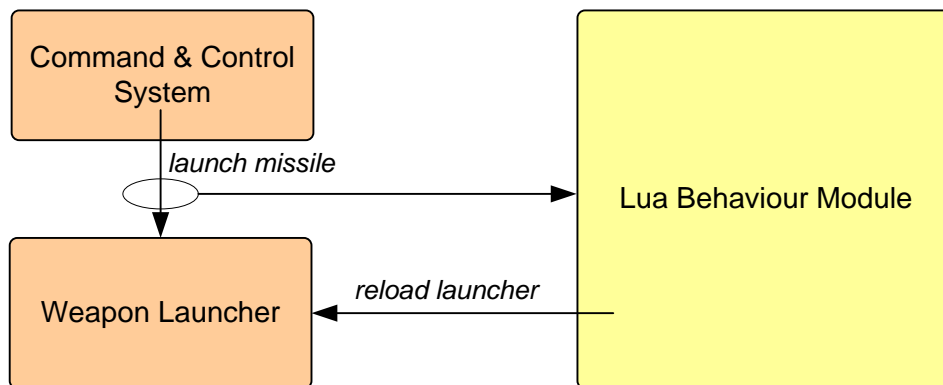 Command & Control
System
launch missile
Lua Behaviour Module
reload launcher
Weapon Launcher